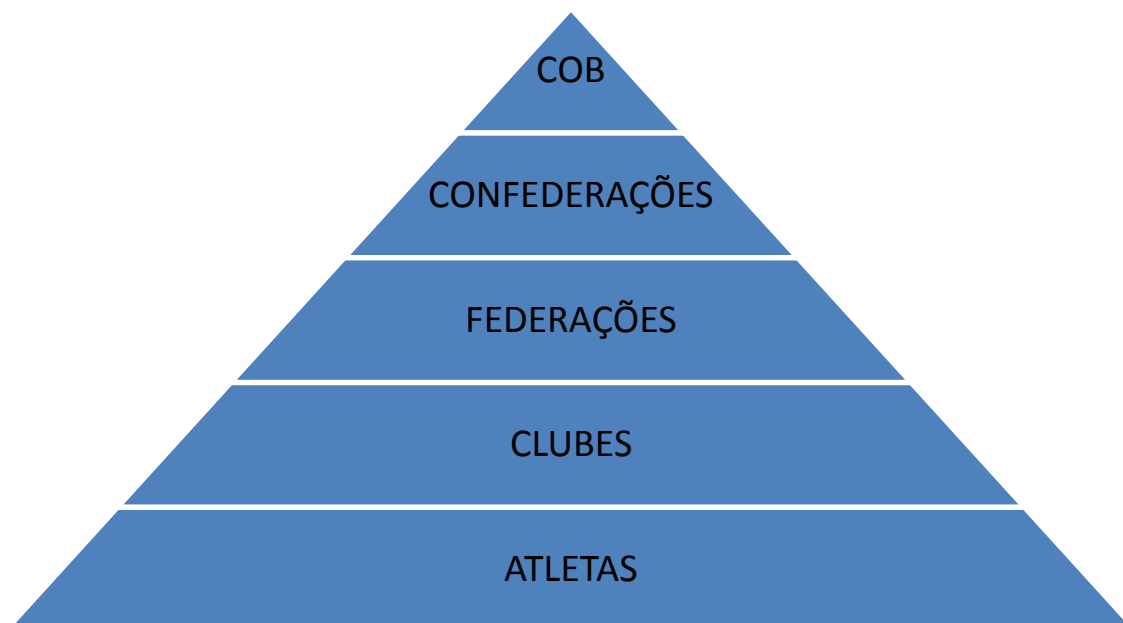 COB
CONFEDERAÇÕES
FEDERAÇÕES
CLUBES
ATLETAS